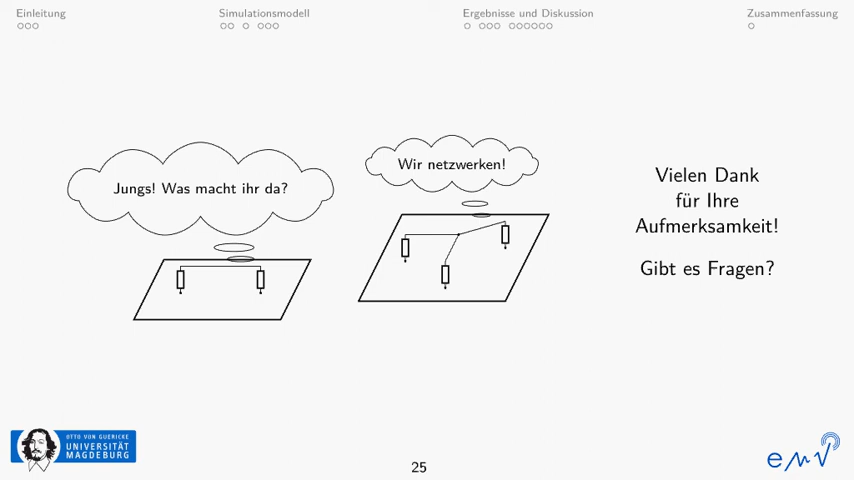 Einleitung
Simulationsmodell
Ergebnisse und Diskussion
Zusammenfassung
Jungs! Was macht ihr da?
Wir netzwerken!
Vielen Dank
für Ihre
Aufmerksamkeit!
Gibt es Fragen?
OTTO VON GUERICKE
UNIVERSITÄT
MAGDEBURG
25
emv